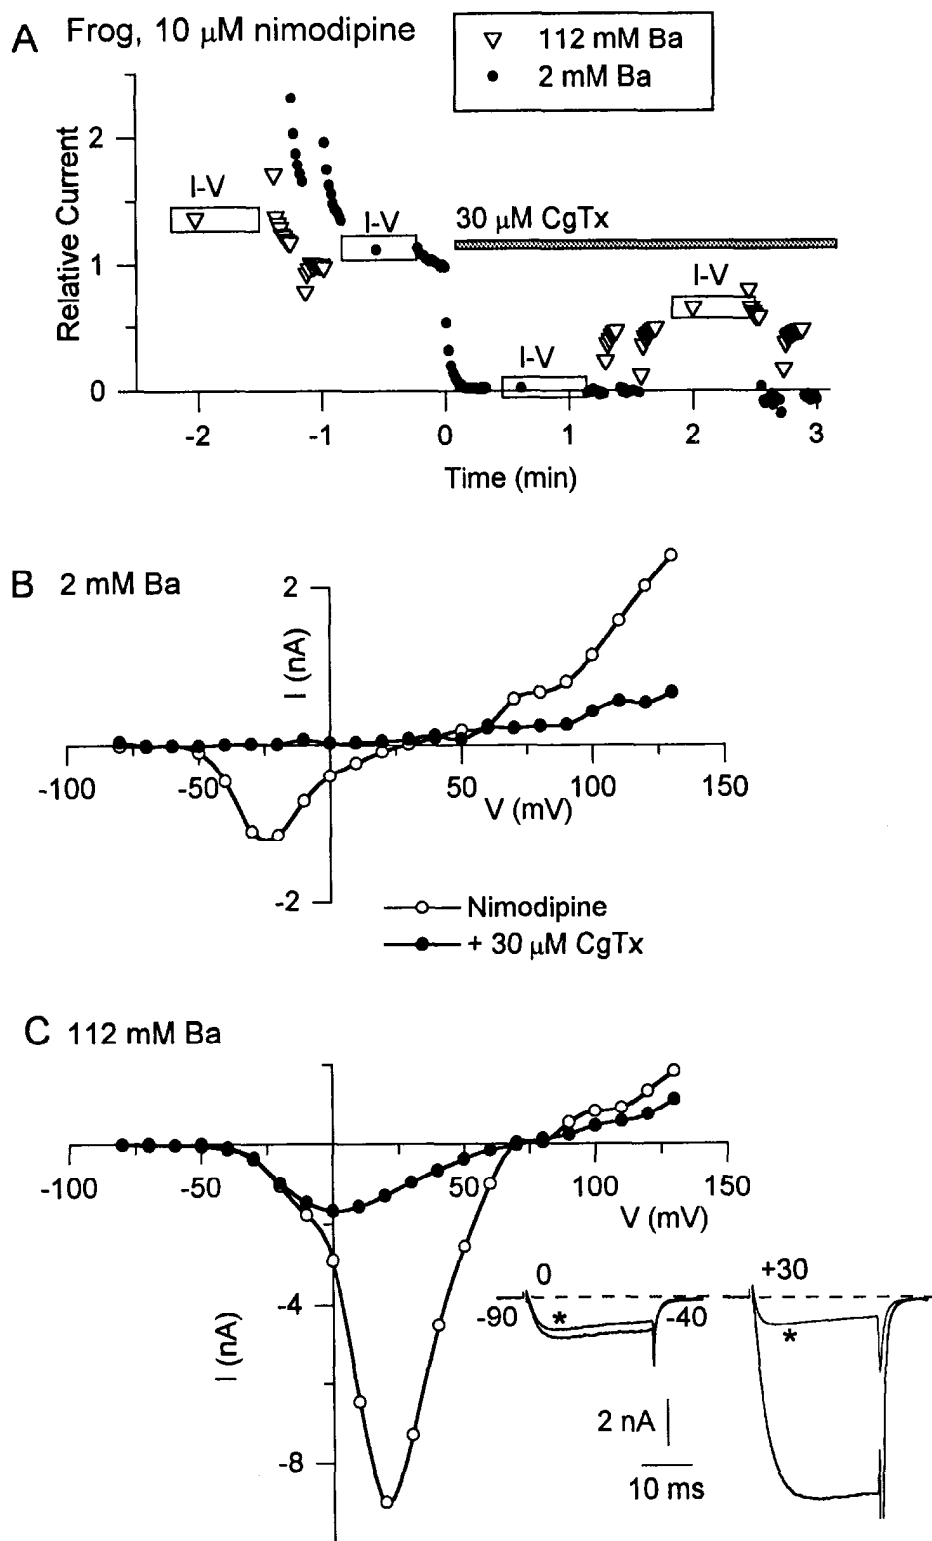 A Frog, 10 μM nimodipine
112 mM Ba
2 mM Ba
Relative Current
2
1
0
I-V
I-V
30 μM CgTx
I-V
I-V
-2 -1 0 1 2 3
Time (min)
B 2 mM Ba
2
I (nA)
-100 -50 50 100 150
V (mV)
-2
Nimodipine
+ 30 μM CgTx
C 112 mM Ba
-100 -50 50 100 150
V (mV)
-4
I (nA)
-8
0
+30
-90 * -40
*
2 nA
10 ms